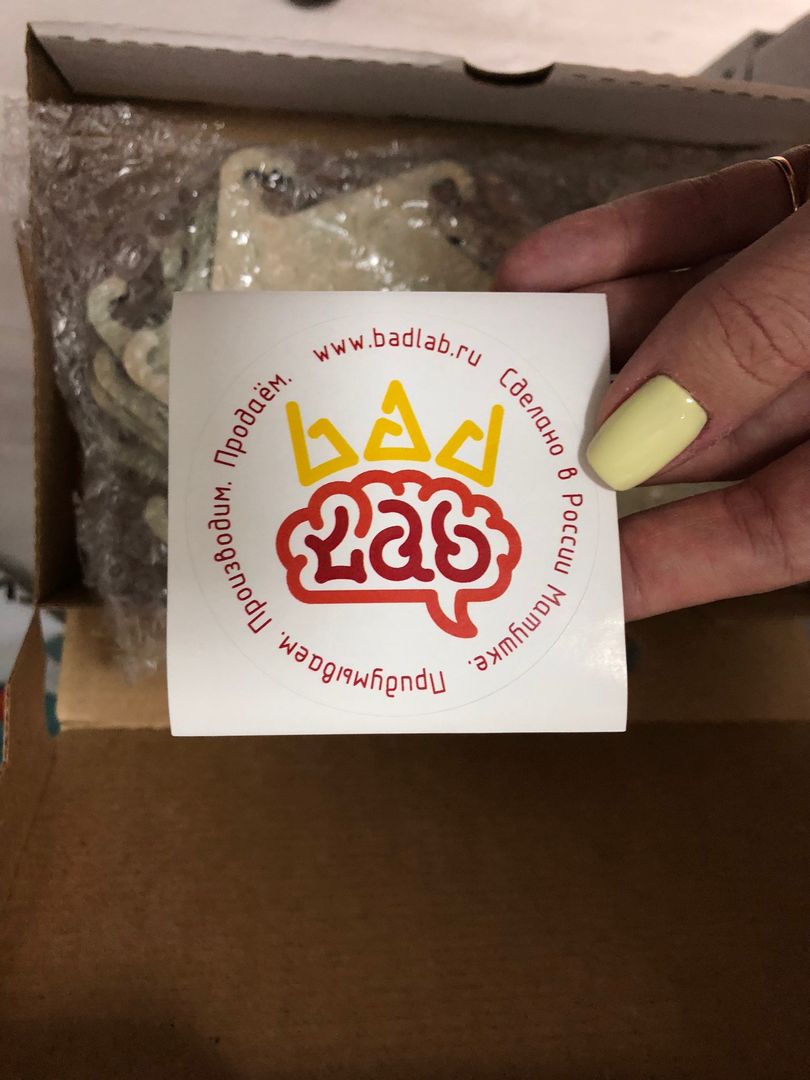 www.badlab.ru
Сделано в России Матушке.
Придумываем. Производим. Продаём.
bad
Lab